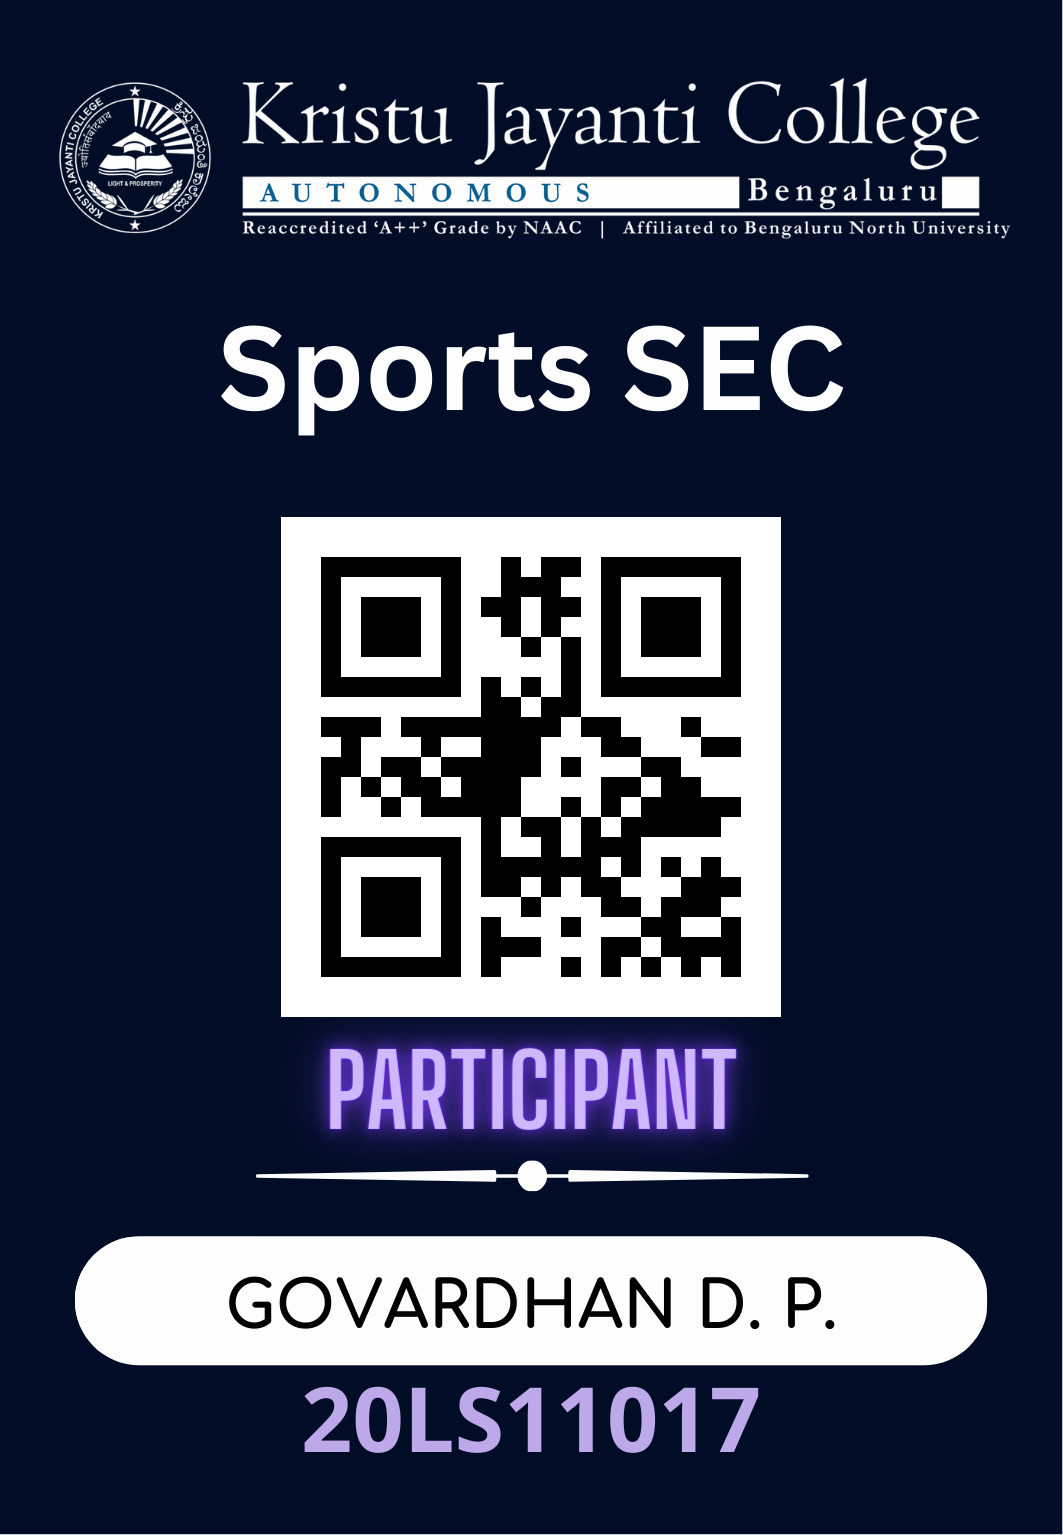 Kristu Jayanti College
AUTONOMOUS Bengaluru
Reaccredited ‘A++’ Grade by NAAC | Affiliated to Bengaluru North University
KRISTU JAYANTI COLLEGE
LIGHT & PROSPERITY
Sports SEC
PARTICIPANT
GOVARDHAN D. P.
20LS11017